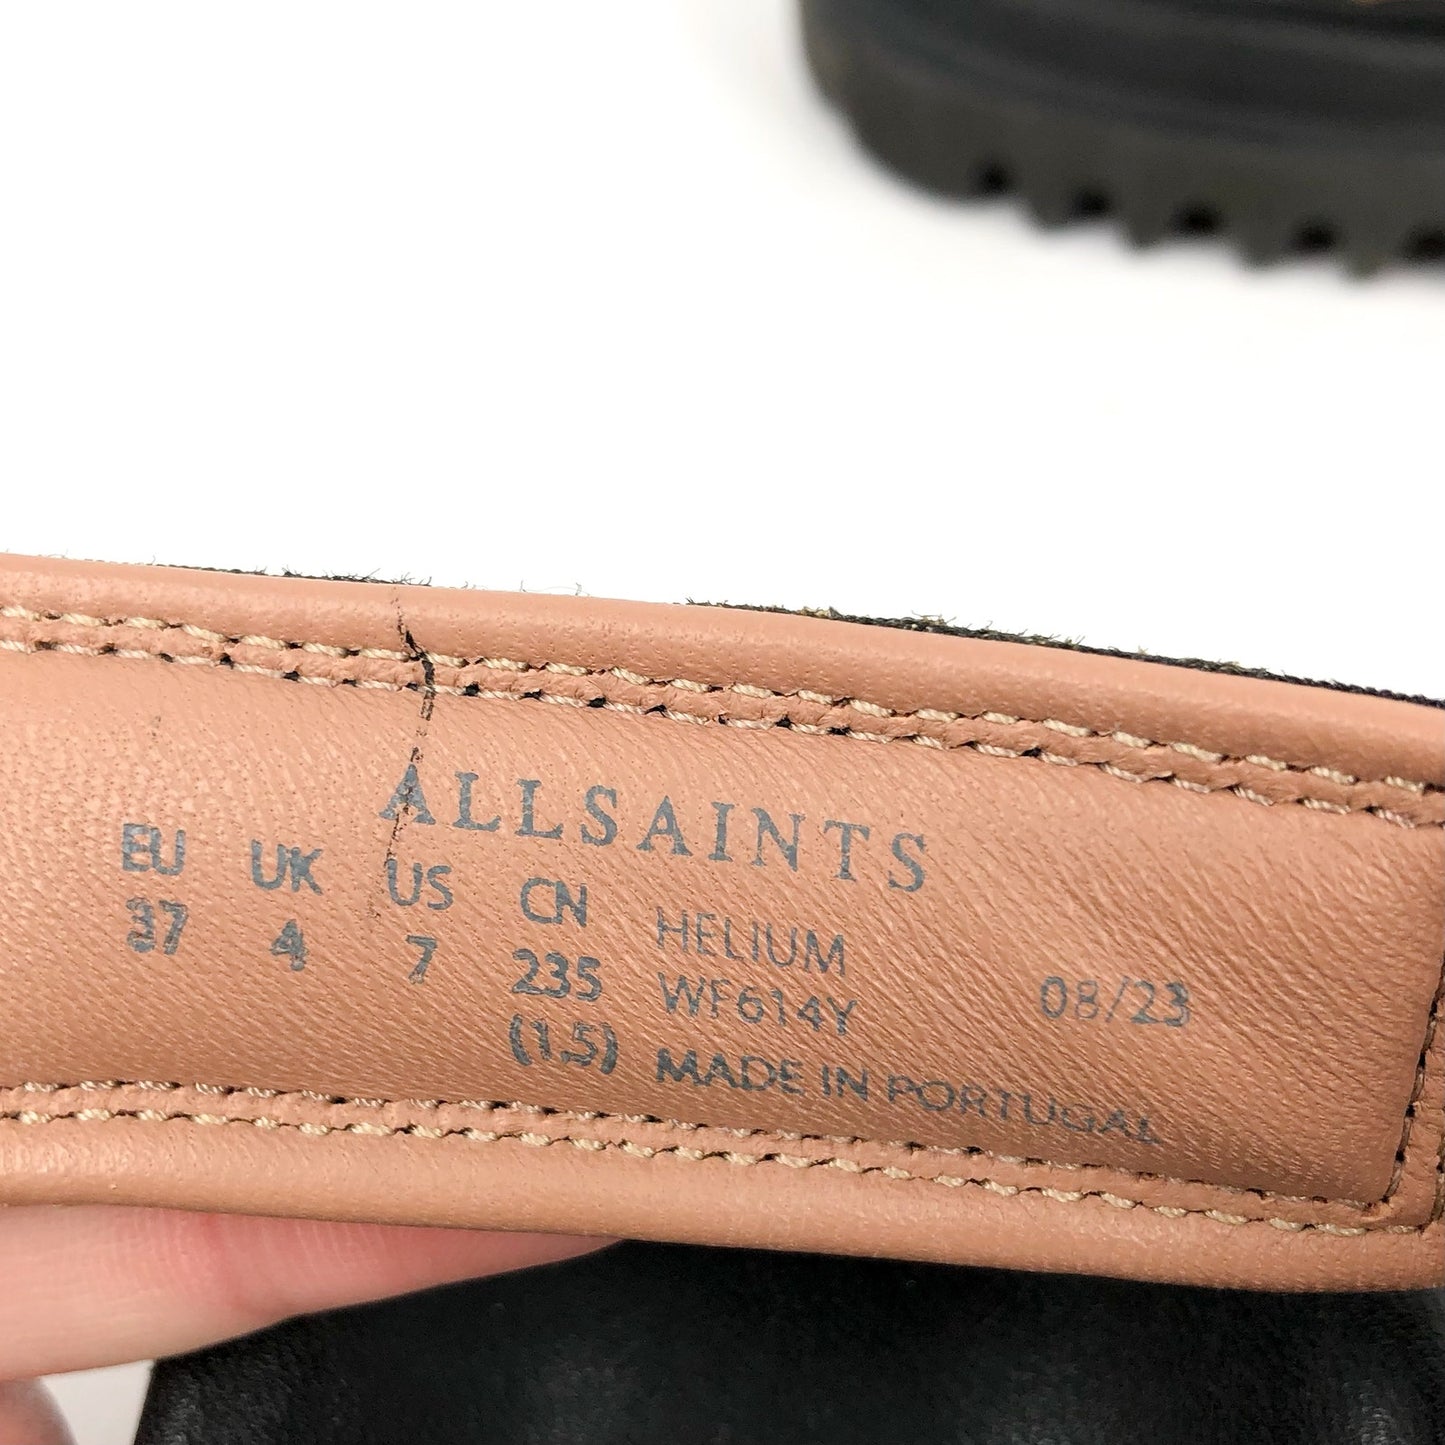 ALLSAINTS
EU UK US CN
37 4 7 235
(1.5)
HELIUM
WF614Y
MADE IN PORTUGAL
08/23